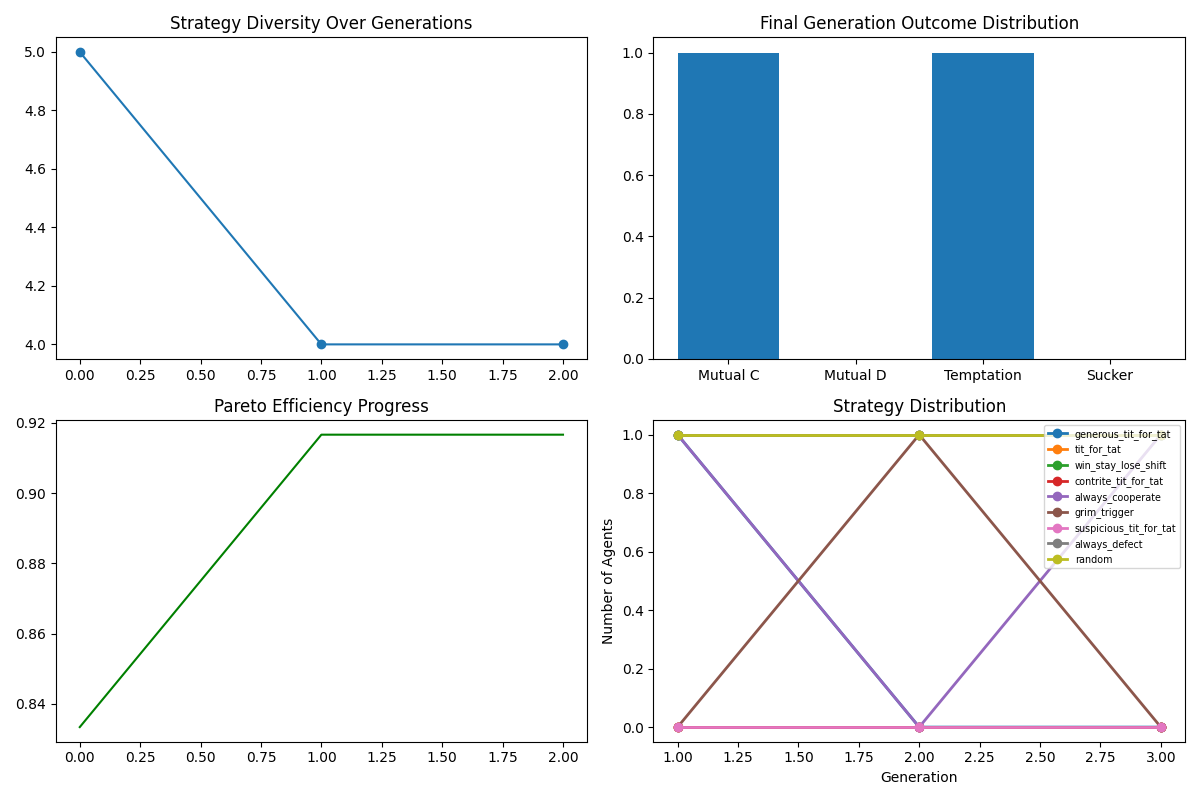 Strategy Diversity Over Generations
5.0
4.8
4.6
4.4
4.2
4.0
0.00 0.25 0.50 0.75 1.00 1.25 1.50 1.75 2.00
Final Generation Outcome Distribution
1.0
0.8
0.6
0.4
0.2
0.0
Mutual C Mutual D Temptation Sucker
Pareto Efficiency Progress
0.92
0.90
0.88
0.86
0.84
0.00 0.25 0.50 0.75 1.00 1.25 1.50 1.75 2.00
Strategy Distribution
Number of Agents
1.0
0.8
0.6
0.4
0.2
0.0
generous_tit_for_tat
tit_for_tat
win_stay_lose_shift
contrite_tit_for_tat
always_cooperate
grim_trigger
suspicious_tit_for_tat
always_defect
random
1.00 1.25 1.50 1.75 2.00 2.25 2.50 2.75 3.00
Generation